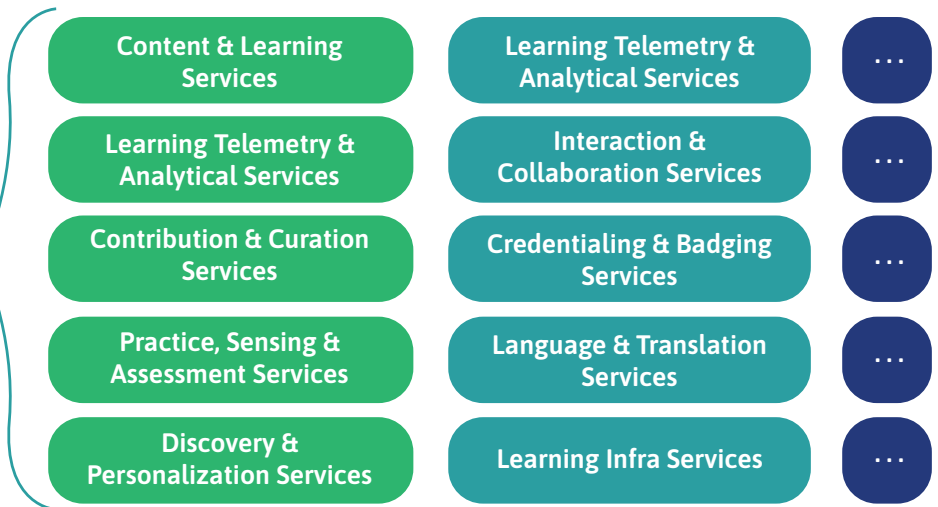 Content & Learning
Services
Learning Telemetry &
Analytical Services
...
Learning Telemetry &
Analytical Services
Interaction &
Collaboration Services
...
Contribution & Curation
Services
Credentialing & Badging
Services
...
Practice, Sensing &
Assessment Services
Language & Translation
Services
...
Discovery &
Personalization Services
Learning Infra Services
...